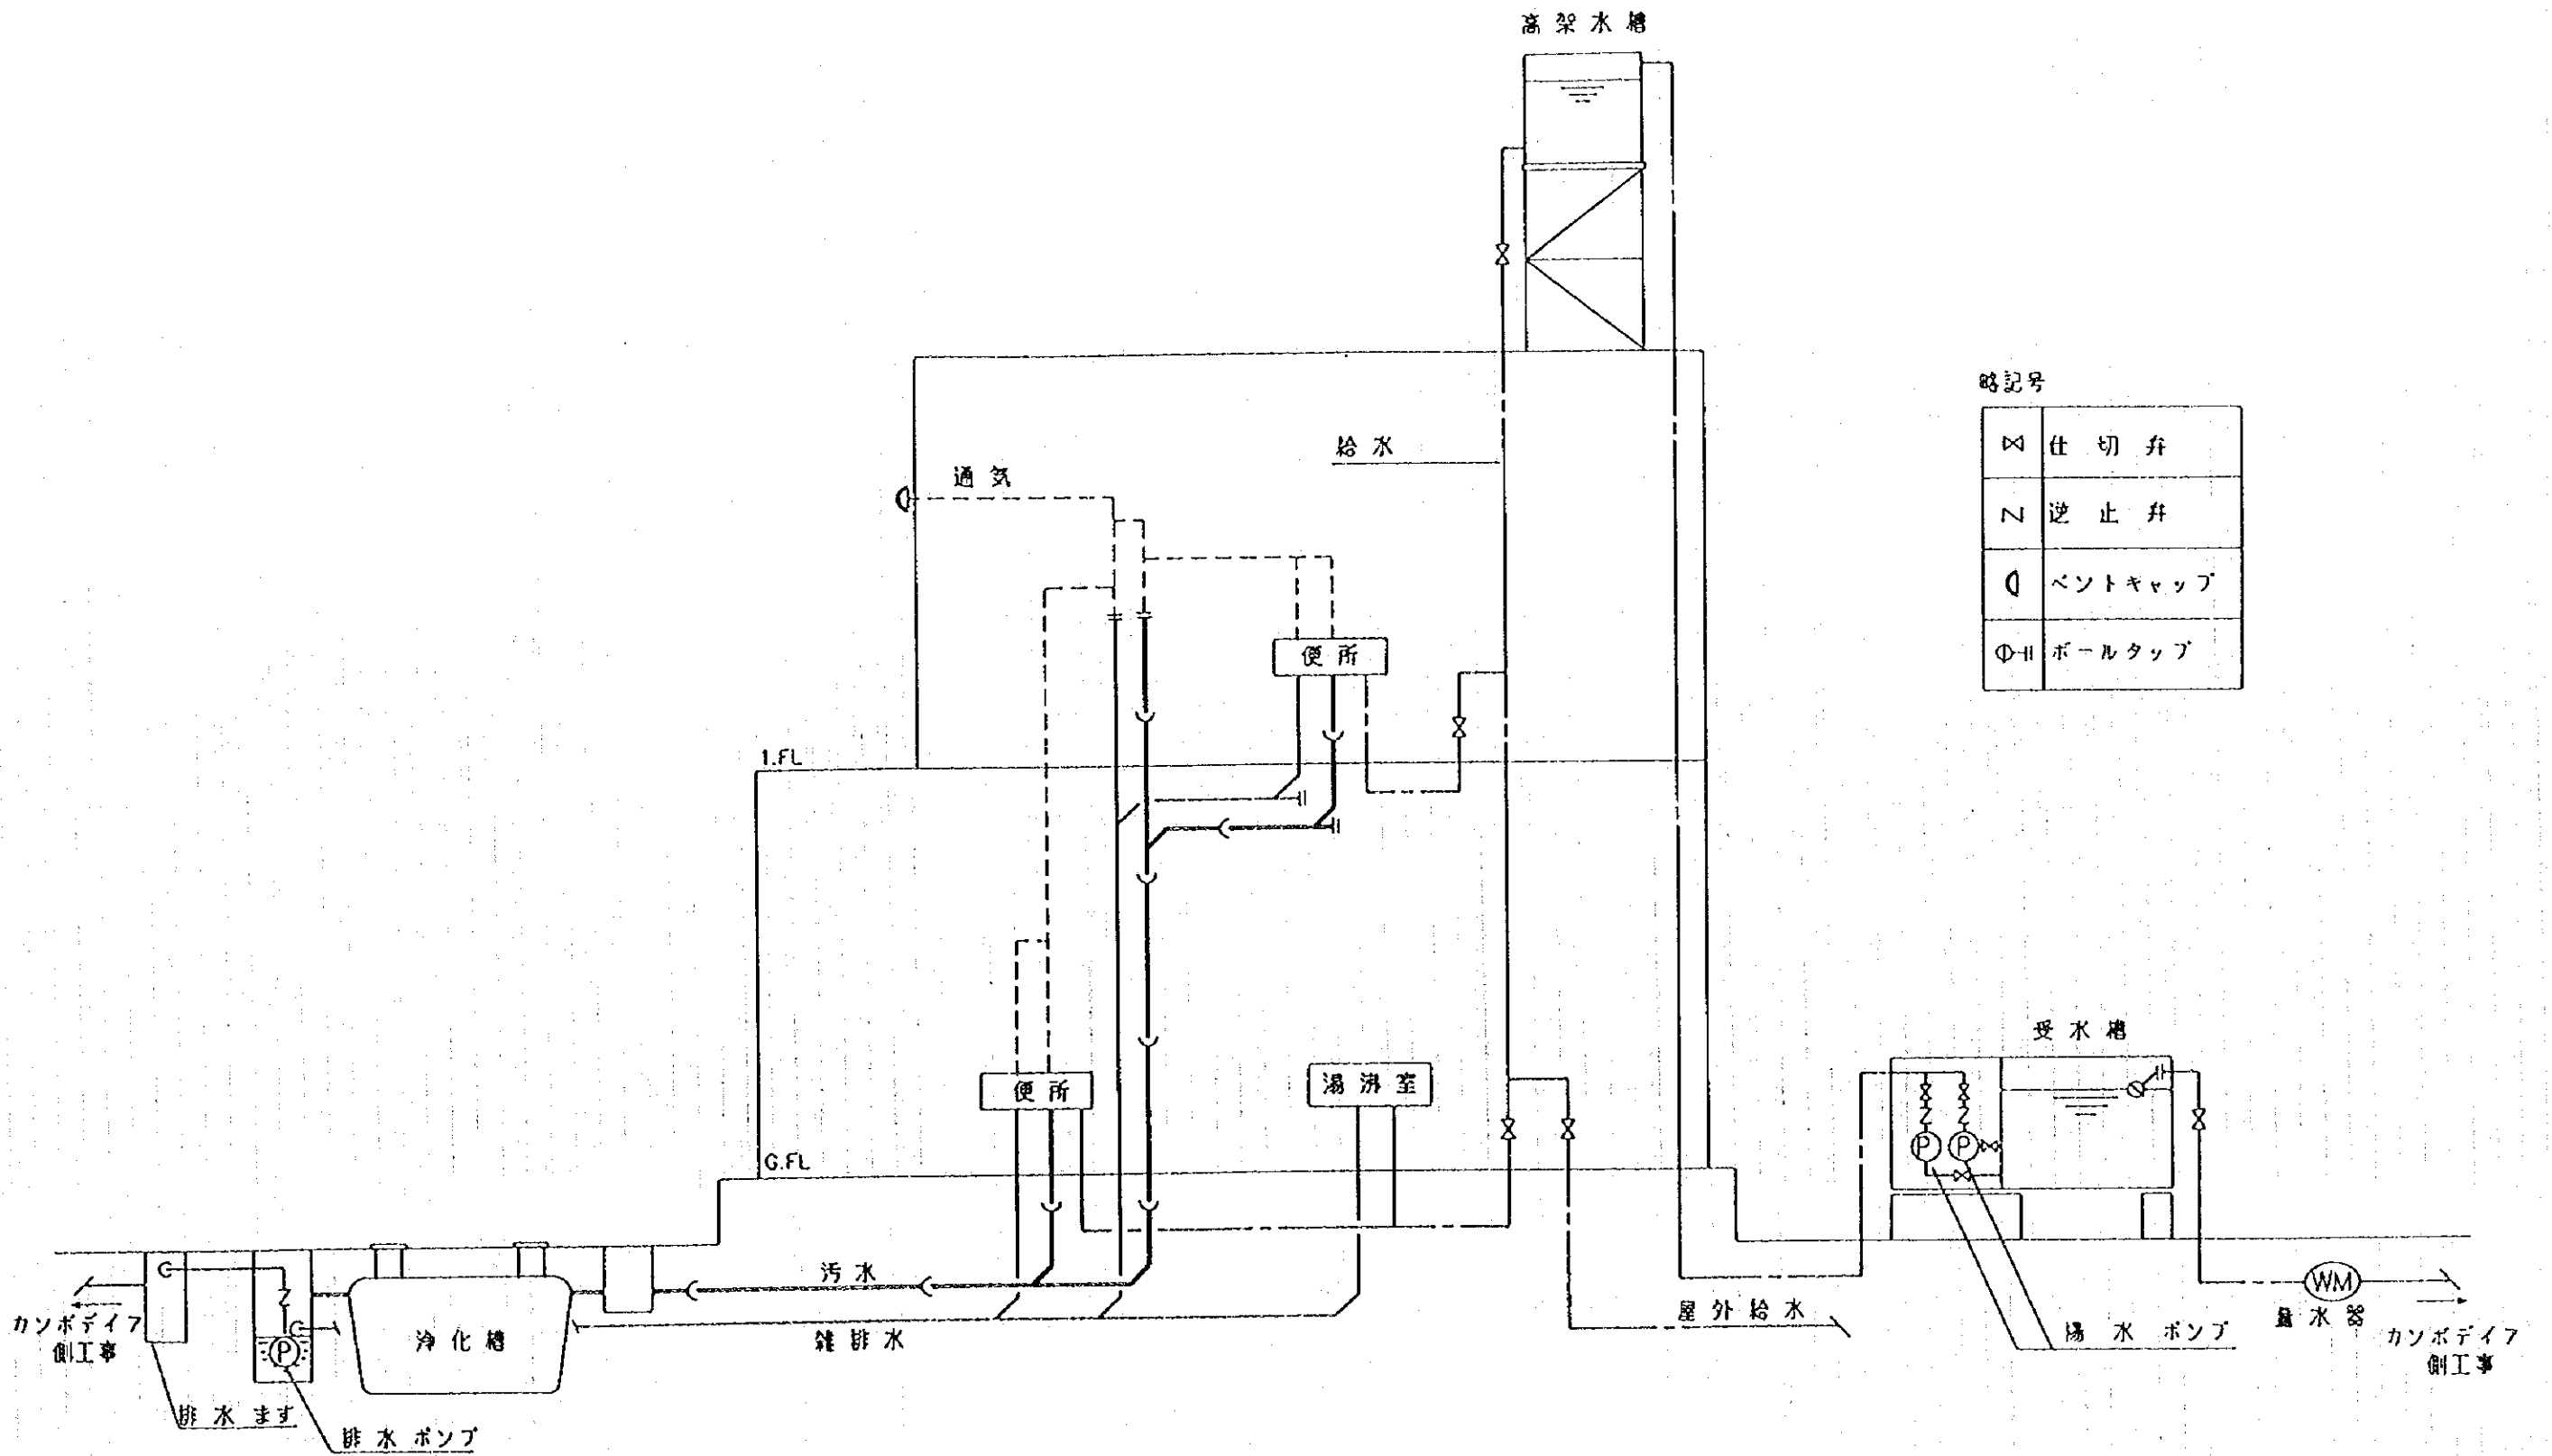 高架水槽
略記号
仕切弁
逆止弁
ベントキャップ
ボールタップ
給水
通気
便所
1.FL
受水槽
便所
湯沸室
P P
G.FL
汚水
WM
カンボデイア
側工事
P
浄化槽
雑排水
屋外給水
揚水ポンプ
量水器
カンボデイア
側工事
排水ます
排水ポンプ